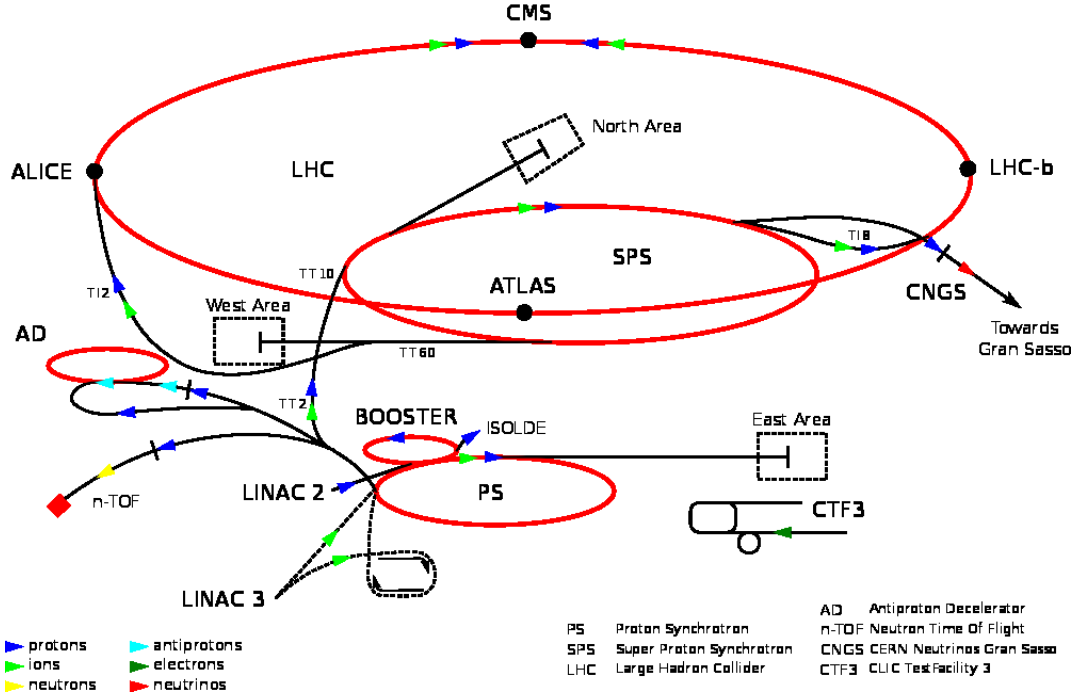 CMS
North Area
ALICE
LHC
LHC-b
TI8
SPS
TT10
ATLAS
CNGS
TI2
West Area
Towards
Gran Sasso
AD
TT60
TT2
BOOSTER
ISOLDE
East Area
LINAC 2
PS
n-TOF
CTF3
LINAC 3
protons
ions
neutrons
antiprotons
electrons
neutrinos
PS Proton Synchrotron
SPS Super Proton Synchrotron
LHC Large Hadron Collider
AD Antiproton Decelerator
n-TOF Neutron Time Of Flight
CNGS CERN Neutrinos Gran Sasso
CTF3 CLIC TestFacility 3